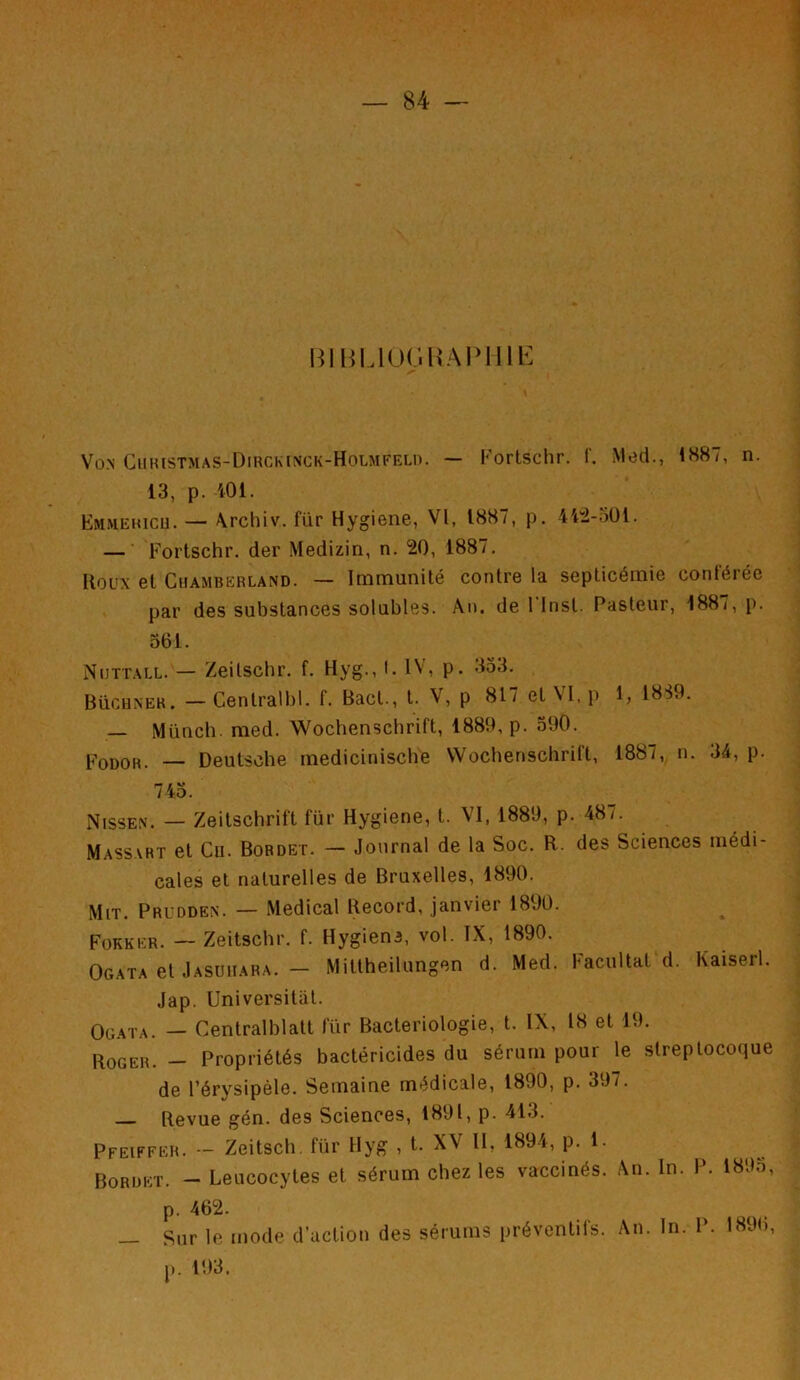 — 84 —
BIBLIOGRAPHIE
Von Christmas-Dirckinck-Holmfeld. — Fortschr. f. Med., 1887, n.
13, p. 401.
Emmerich. — Archiv. für Hygiene, VI, 1887, p. 442-501.
— Fortschr. der Medizin, n. 20, 1887.
Roux et Chamberland. — Immunité contre la septicémie conférée
par des substances solubles. An. de l'Inst. Pasteur, 1887, p.
561.
Nuttall. — Zeitschr. f. Hyg., t. IV, p. 353.
Büchner. — Centralbl. f. Bact., t. V, p 817 et VI, p 1, 1889.
— Münch. med. Wochenschrift, 1889, p. 590.
Fodor. — Deutsche medicinische Wochenschrift, 1887, n. 34, p.
745.
Nissen. — Zeitschrift für Hygiene, t. VI, 1889, p. 487.
Massart et Ch. Bordet. — Journal de la Soc. R. des Sciences médi-
cales et naturelles de Bruxelles, 1890.
Mit. Prudden. — Medical Record, janvier 1890.
Fokker. — Zeitschr. f. Hygiene, vol. IX, 1890.
Ogata et Jasuhara. — Mittheilungen d. Med. Facultat d. Kaiserl.
Jap. Universität.
Ogata. — Centralblatt für Bacteriologie, t. IX, 18 et 19.
Roger. — Propriétés bactéricides du sérum pour le streptocoque
de l'érysipèle. Semaine médicale, 1890, p. 397.
— Revue gén. des Sciences, 1891, p. 413.
Pfeiffer. — Zeitsch. für Hyg , t. XV II, 1894, p. 1.
Bordet. — Leucocytes et sérum chez les vaccinés. An. In. P. 1895,
p. 462.
— Sur le mode d'action des sérums préventifs. An. In. P. 1896,
p. 193.